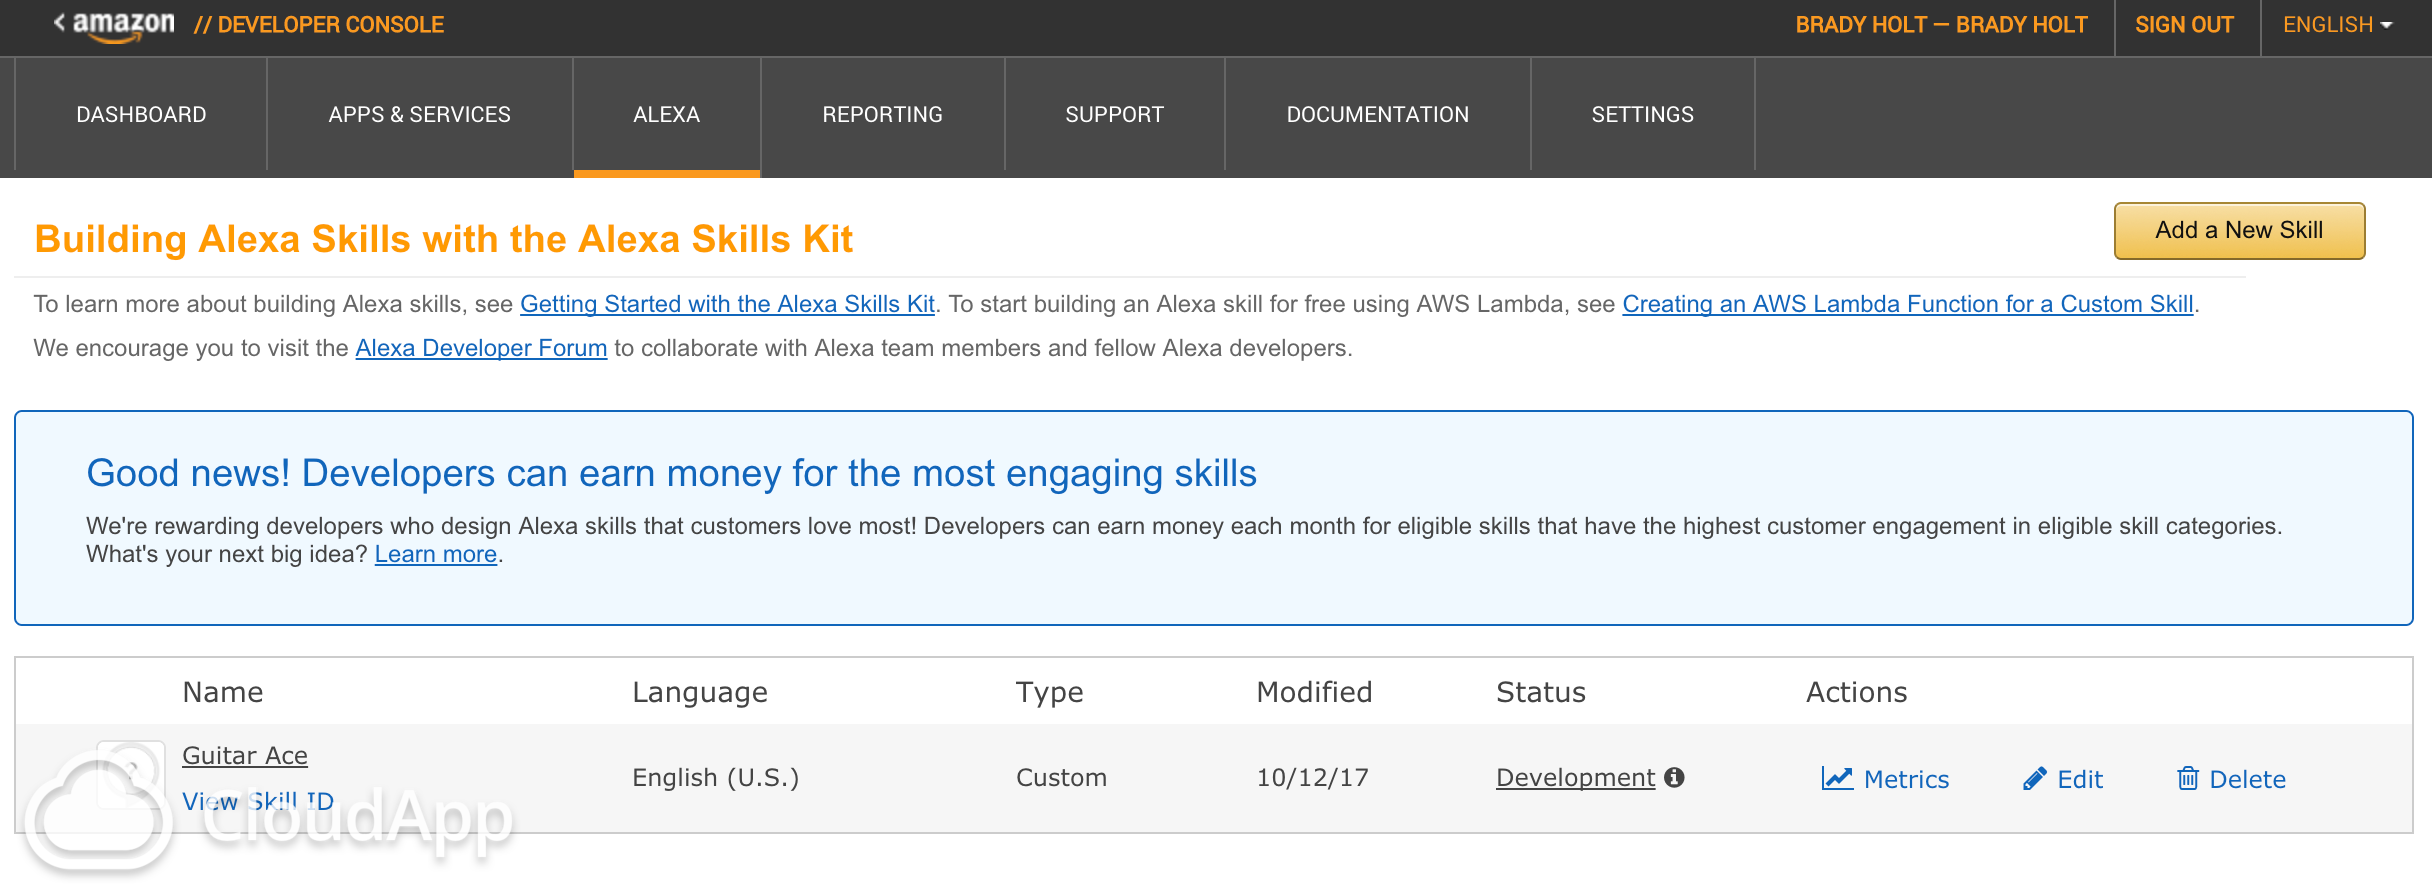 amazon // DEVELOPER CONSOLE BRADY HOLT — BRADY HOLT SIGN OUT ENGLISH
DASHBOARD APPS & SERVICES ALEXA REPORTING SUPPORT DOCUMENTATION SETTINGS
Building Alexa Skills with the Alexa Skills Kit
Add a New Skill
To learn more about building Alexa skills, see Getting Started with the Alexa Skills Kit. To start building an Alexa skill for free using AWS Lambda, see Creating an AWS Lambda Function for a Custom Skill.
We encourage you to visit the Alexa Developer Forum to collaborate with Alexa team members and fellow Alexa developers.
Good news! Developers can earn money for the most engaging skills
We're rewarding developers who design Alexa skills that customers love most! Developers can earn money each month for eligible skills that have the highest customer engagement in eligible skill categories.
What's your next big idea? Learn more.
Name Language Type Modified Status Actions
Guitar Ace
English (U.S.) Custom 10/12/17 Development Metrics Edit Delete
View Skill ID
CloudApp